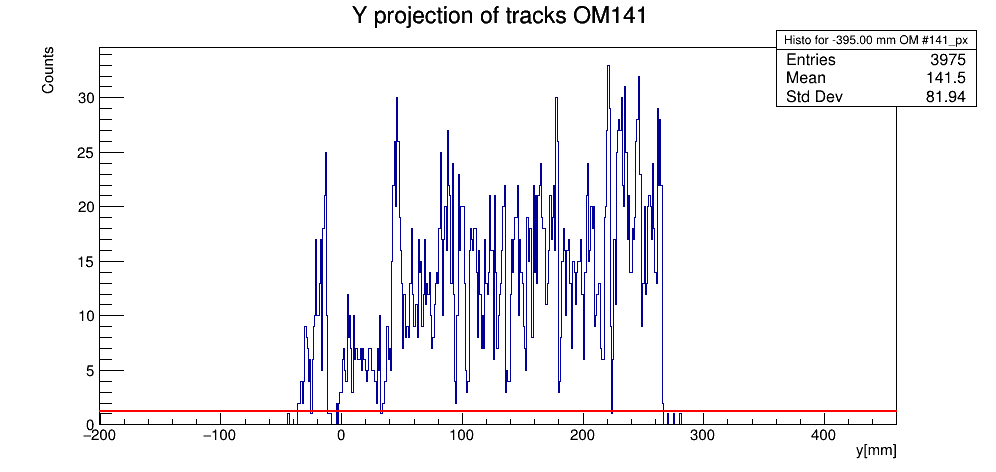 Y projection of tracks OM141
Histo for -395.00 mm OM #141_px
Entries 3975
Mean 141.5
Std Dev 81.94
Counts
30
25
20
15
10
5
0
−200 −100 0 100 200 300 400
y[mm]